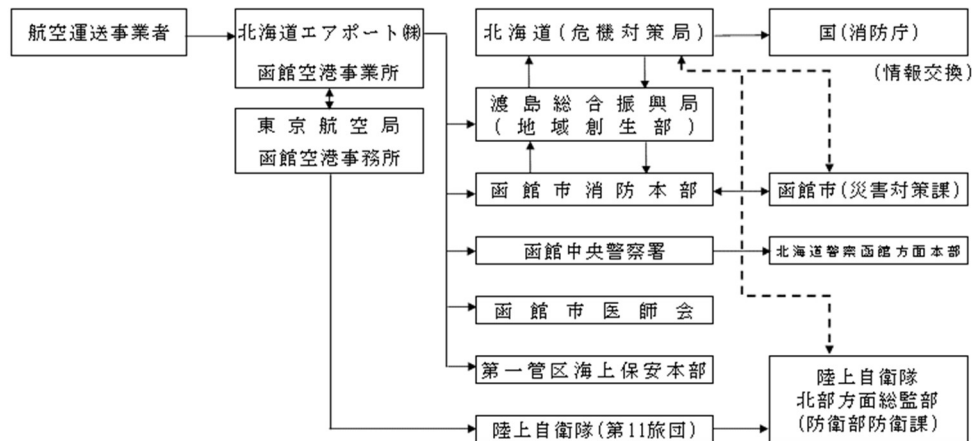 航空運送事業者
北海道エアポート㈱
函館空港事業所
東京航空局
函館空港事務所
北海道(危機対策局)
国(消防庁)
(情報交換)
渡島総合振興局
(地域創生部)
函館市消防本部
函館市(災害対策課)
函館中央警察署
北海道警察函館方面本部
函館市医師会
第一管区海上保安本部
陸上自衛隊(第11旅団)
陸上自衛隊
北部方面総監部
(防衛部防衛課)